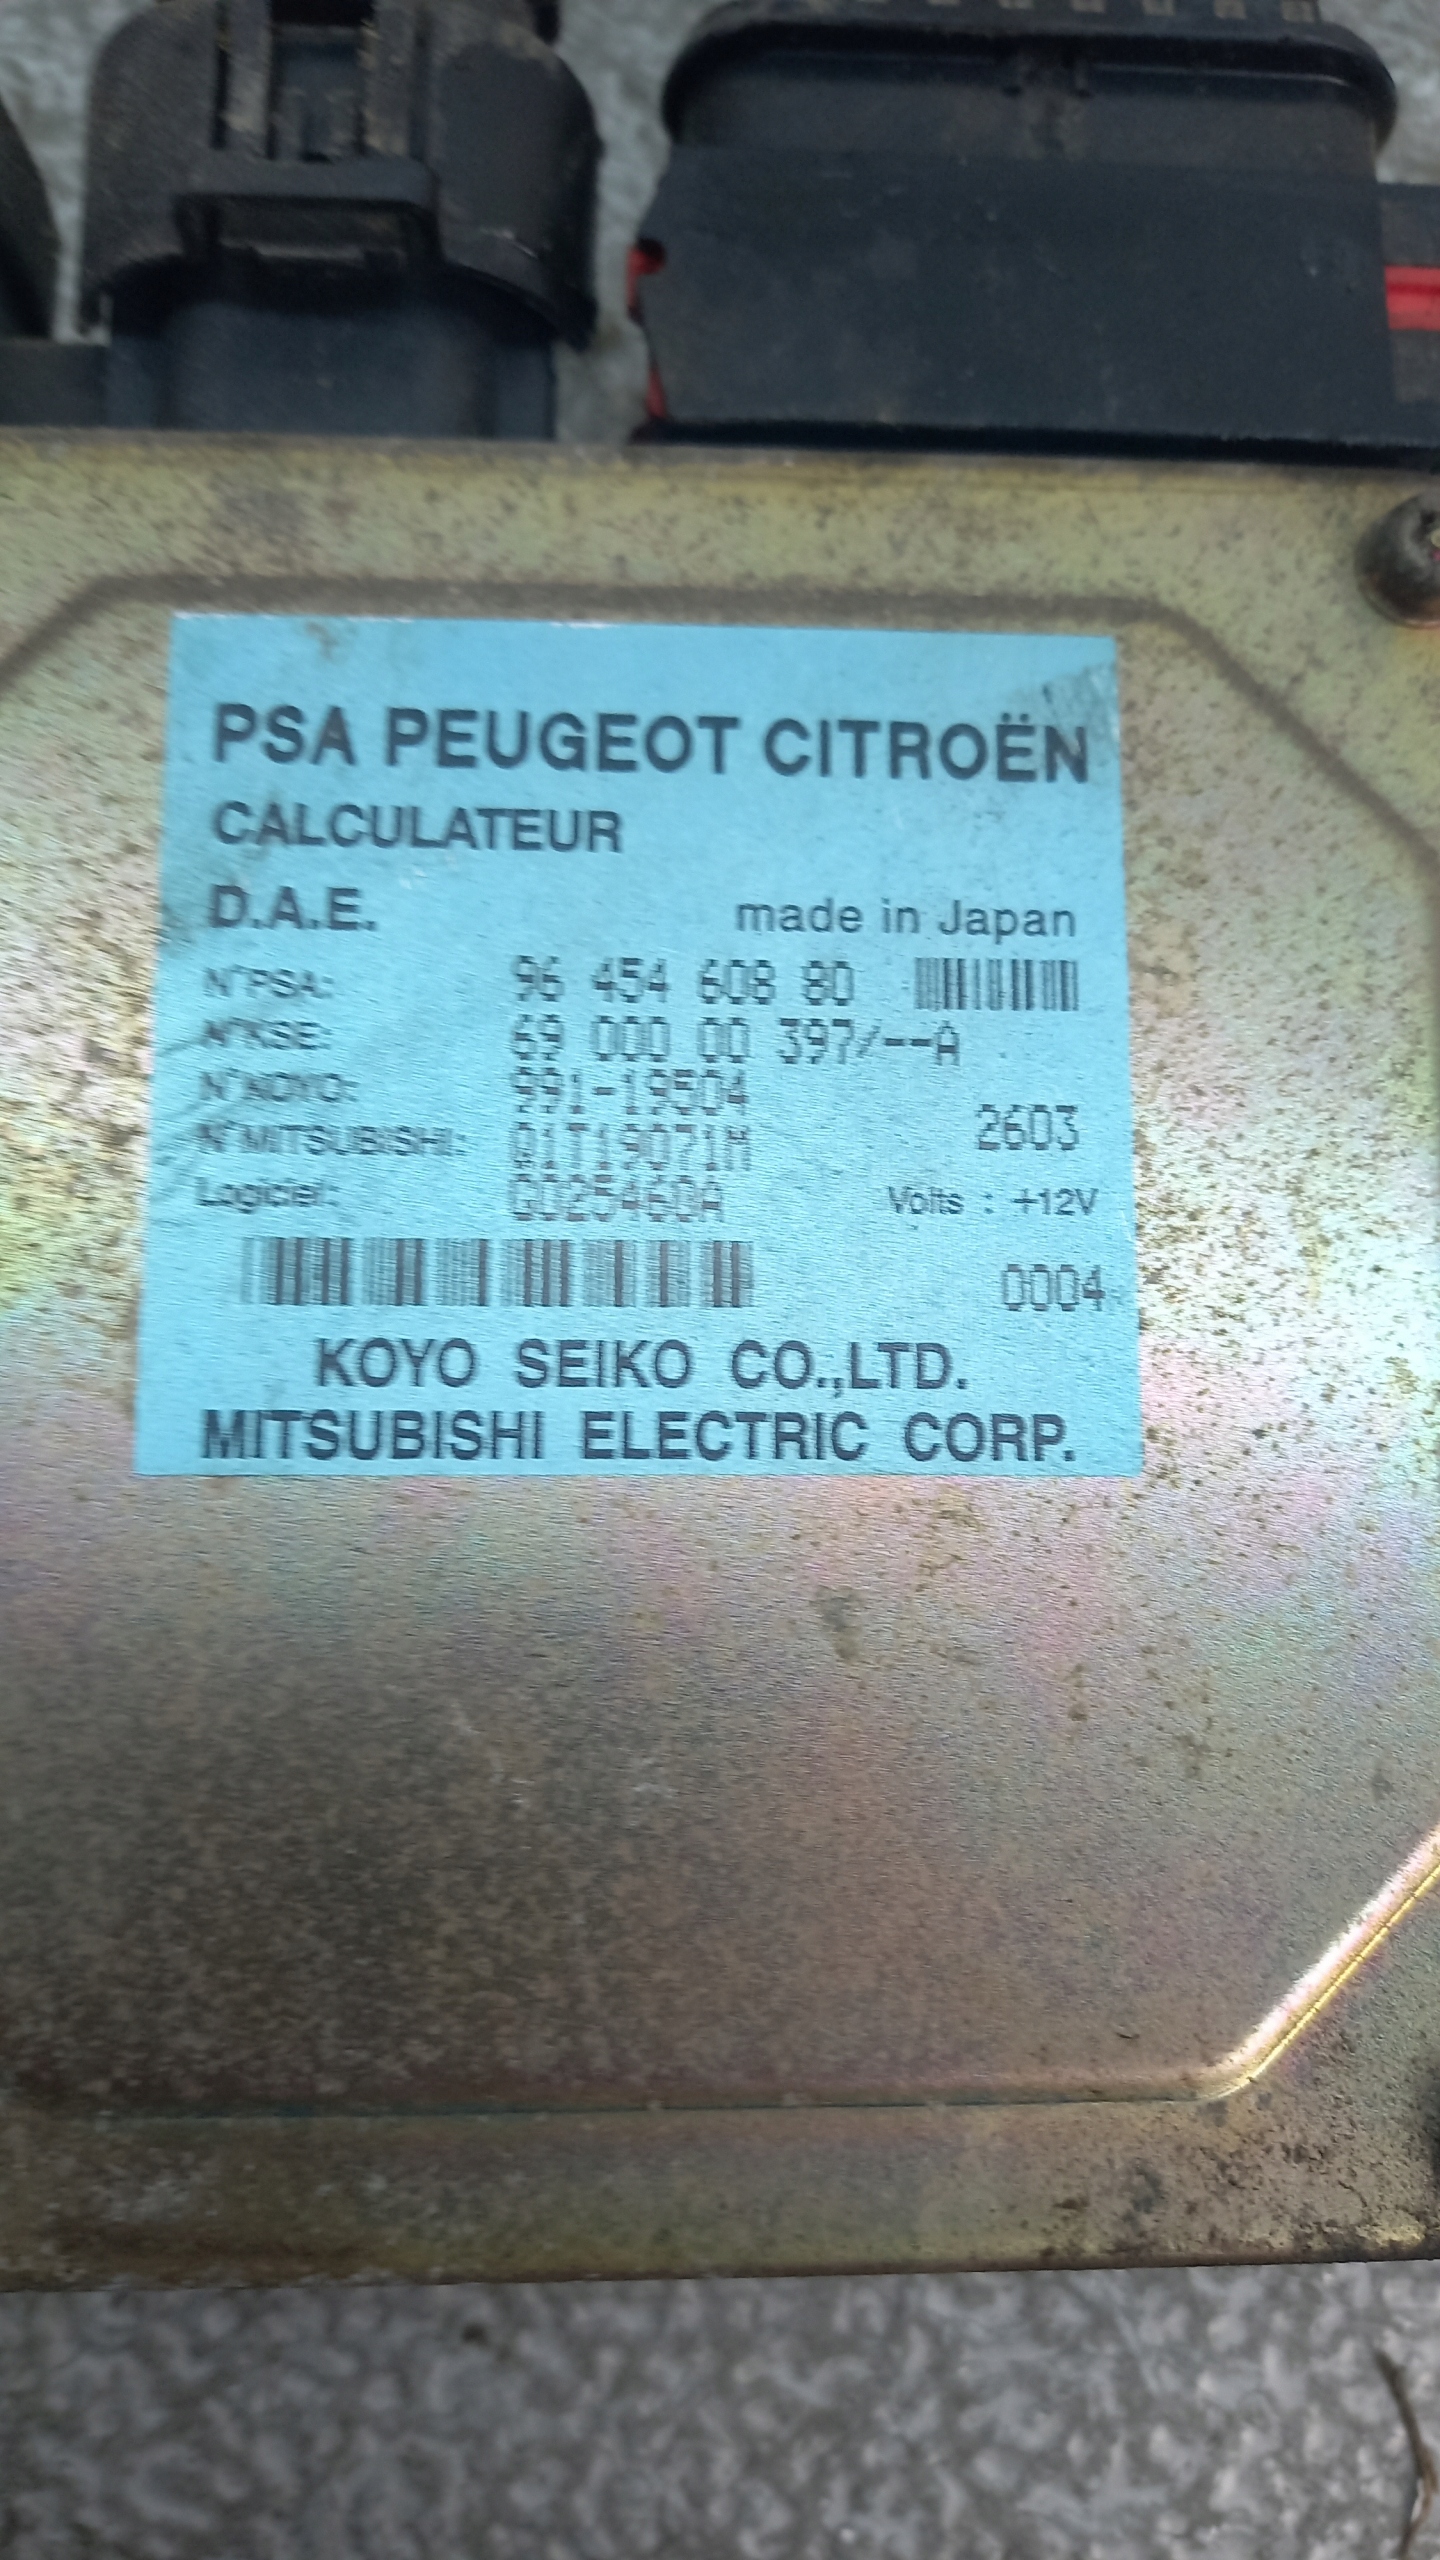 PSA PEUGEOT CITROËN
CALCULATEUR
D.A.E. made in Japan
N°PSA: 96 454 608 80
N°KSE: 69 000 00 397/--A
N°KOYO: 991-19504
N°MITSUBISHI: Q1T19071M 2603
Logiciel: Q025460A Volts : +12V
0004
KOYO SEIKO CO.,LTD.
MITSUBISHI ELECTRIC CORP.